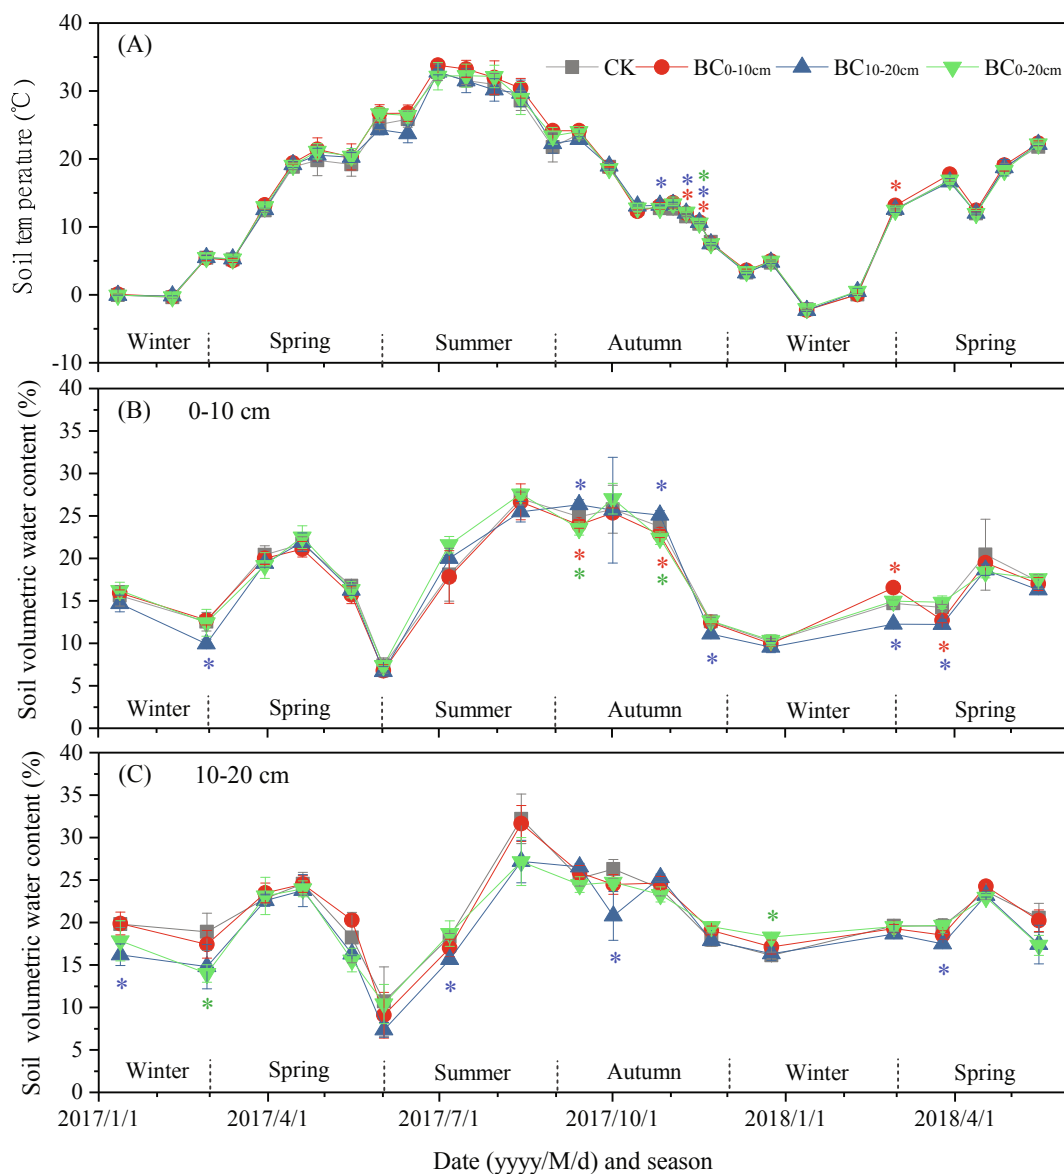 (A)
CK BC0-10cm BC10-20cm BC0-20cm
40
30
20
10
0
-10
Soil temperature (℃)
* * * * * * *
Winter Spring Summer Autumn Winter Spring
(B) 0-10 cm
40
35
30
25
20
15
10
5
0
Soil volumetric water content (%)
* * * * * * * * * * * *
Winter Spring Summer Autumn Winter Spring
(C) 10-20 cm
40
35
30
25
20
15
10
5
0
Soil volumetric water content (%)
* * * * * *
Winter Spring Summer Autumn Winter Spring
2017/1/1 2017/4/1 2017/7/1 2017/10/1 2018/1/1 2018/4/1
Date (yyyy/M/d) and season